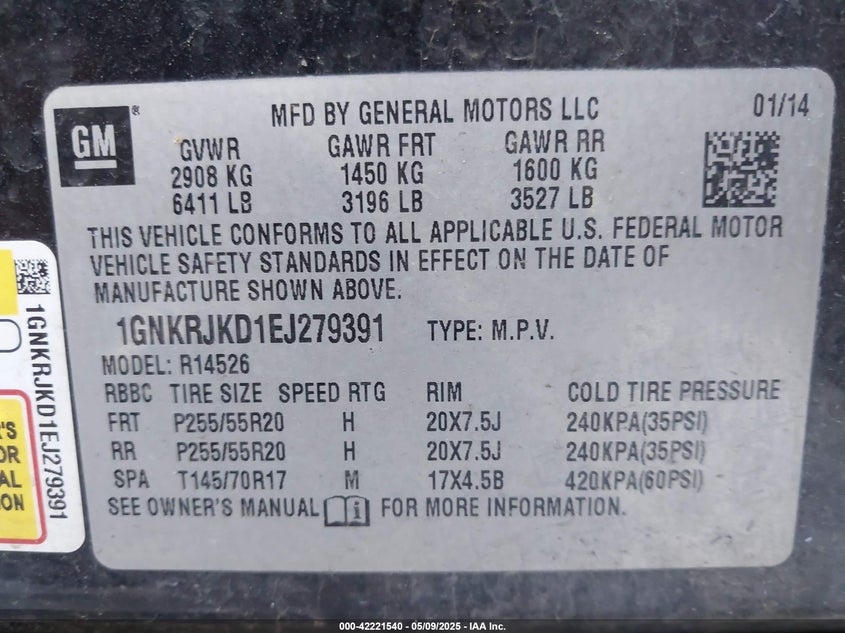 GM
®
MFD BY GENERAL MOTORS LLC 01/14
GVWR GAWR FRT GAWR RR
2908 KG 1450 KG 1600 KG
6411 LB 3196 LB 3527 LB
THIS VEHICLE CONFORMS TO ALL APPLICABLE U.S. FEDERAL MOTOR
VEHICLE SAFETY STANDARDS IN EFFECT ON THE DATE OF
MANUFACTURE SHOWN ABOVE.
1GNKRJKD1EJ279391 TYPE: M.P.V.
MODEL: R14526
RBBC TIRE SIZE SPEED RTG RIM COLD TIRE PRESSURE
FRT P255/55R20 H 20X7.5J 240KPA(35PSI)
RR P255/55R20 H 20X7.5J 240KPA(35PSI)
SPA T145/70R17 M 17X4.5B 420KPA(60PSI)
SEE OWNER'S MANUAL i FOR MORE INFORMATION.
1GNKRJKD1EJ279391
000-42221540 - 05/09/2025 - IAA Inc.